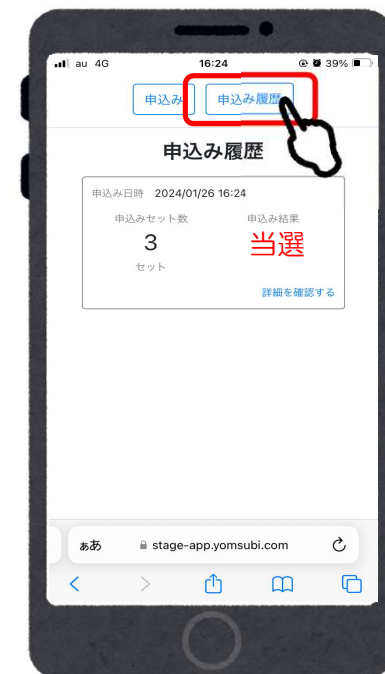 au 4G 16:24 39%
申込み 申込み履歴
申込み履歴
申込み日時 2024/01/26 16:24
申込みセット数 申込み結果
3 当選
セット
詳細を確認する
ぁあ stage-app.yomsubi.com